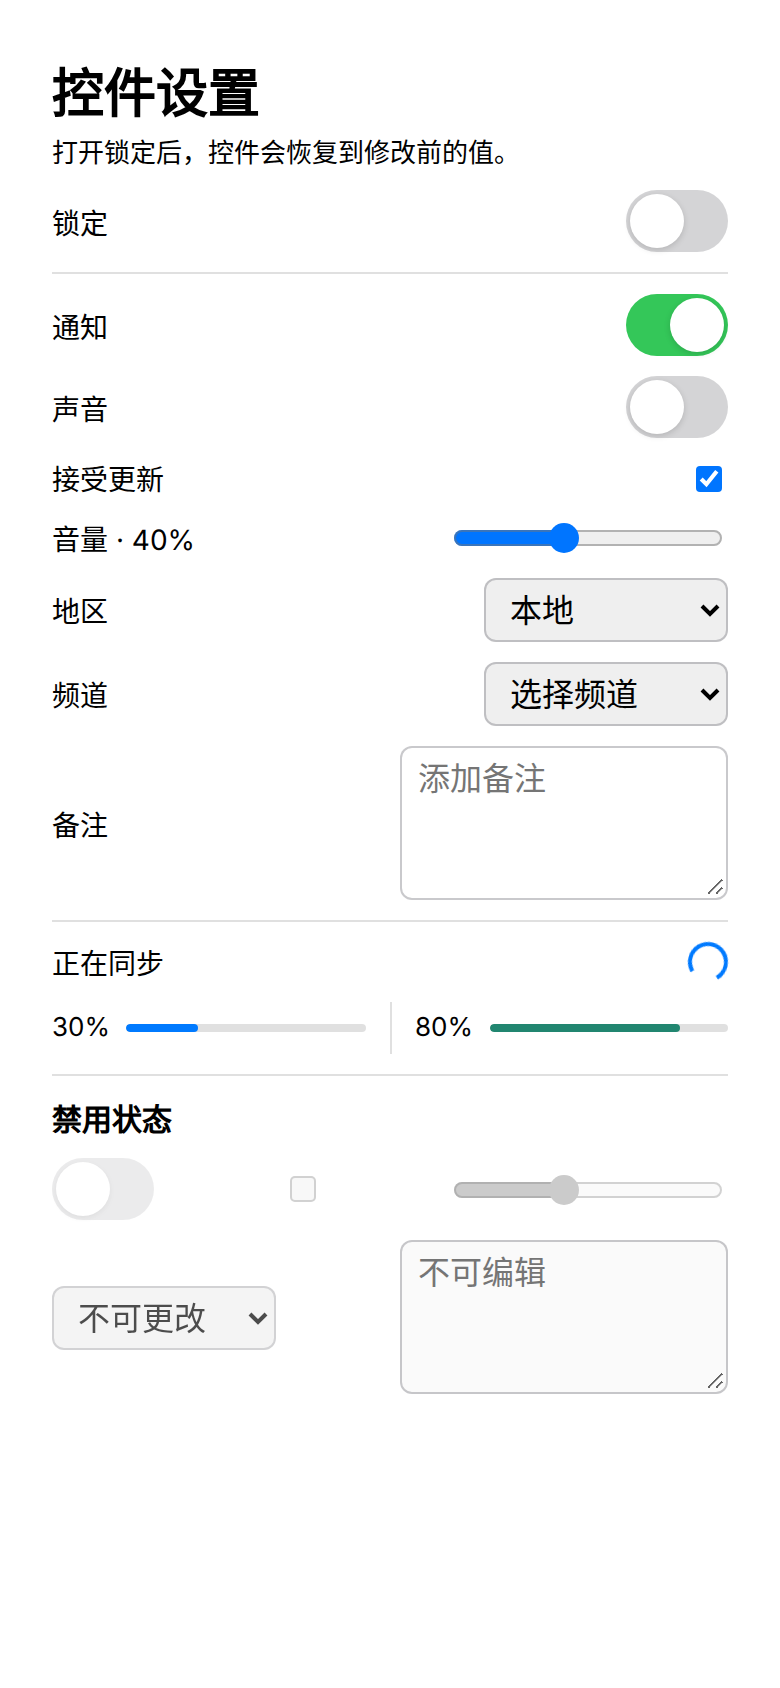 控件设置
打开锁定后，控件会恢复到修改前的值。
锁定
通知
声音
接受更新
音量 · 40%
地区
本地
频道
选择频道
备注
添加备注
正在同步
30%
80%
禁用状态
不可更改
不可编辑